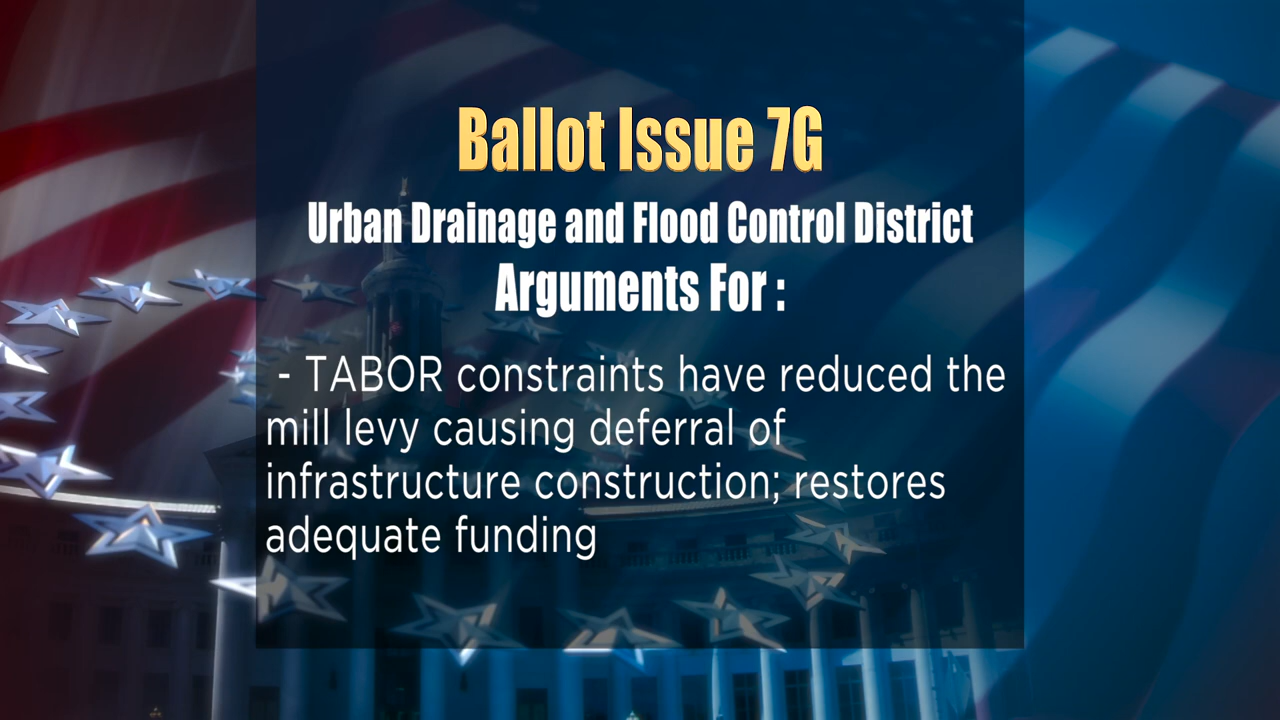 Ballot Issue 7G
Urban Drainage and Flood Control District
Arguments For :
- TABOR constraints have reduced the
mill levy causing deferral of
infrastructure construction; restores
adequate funding